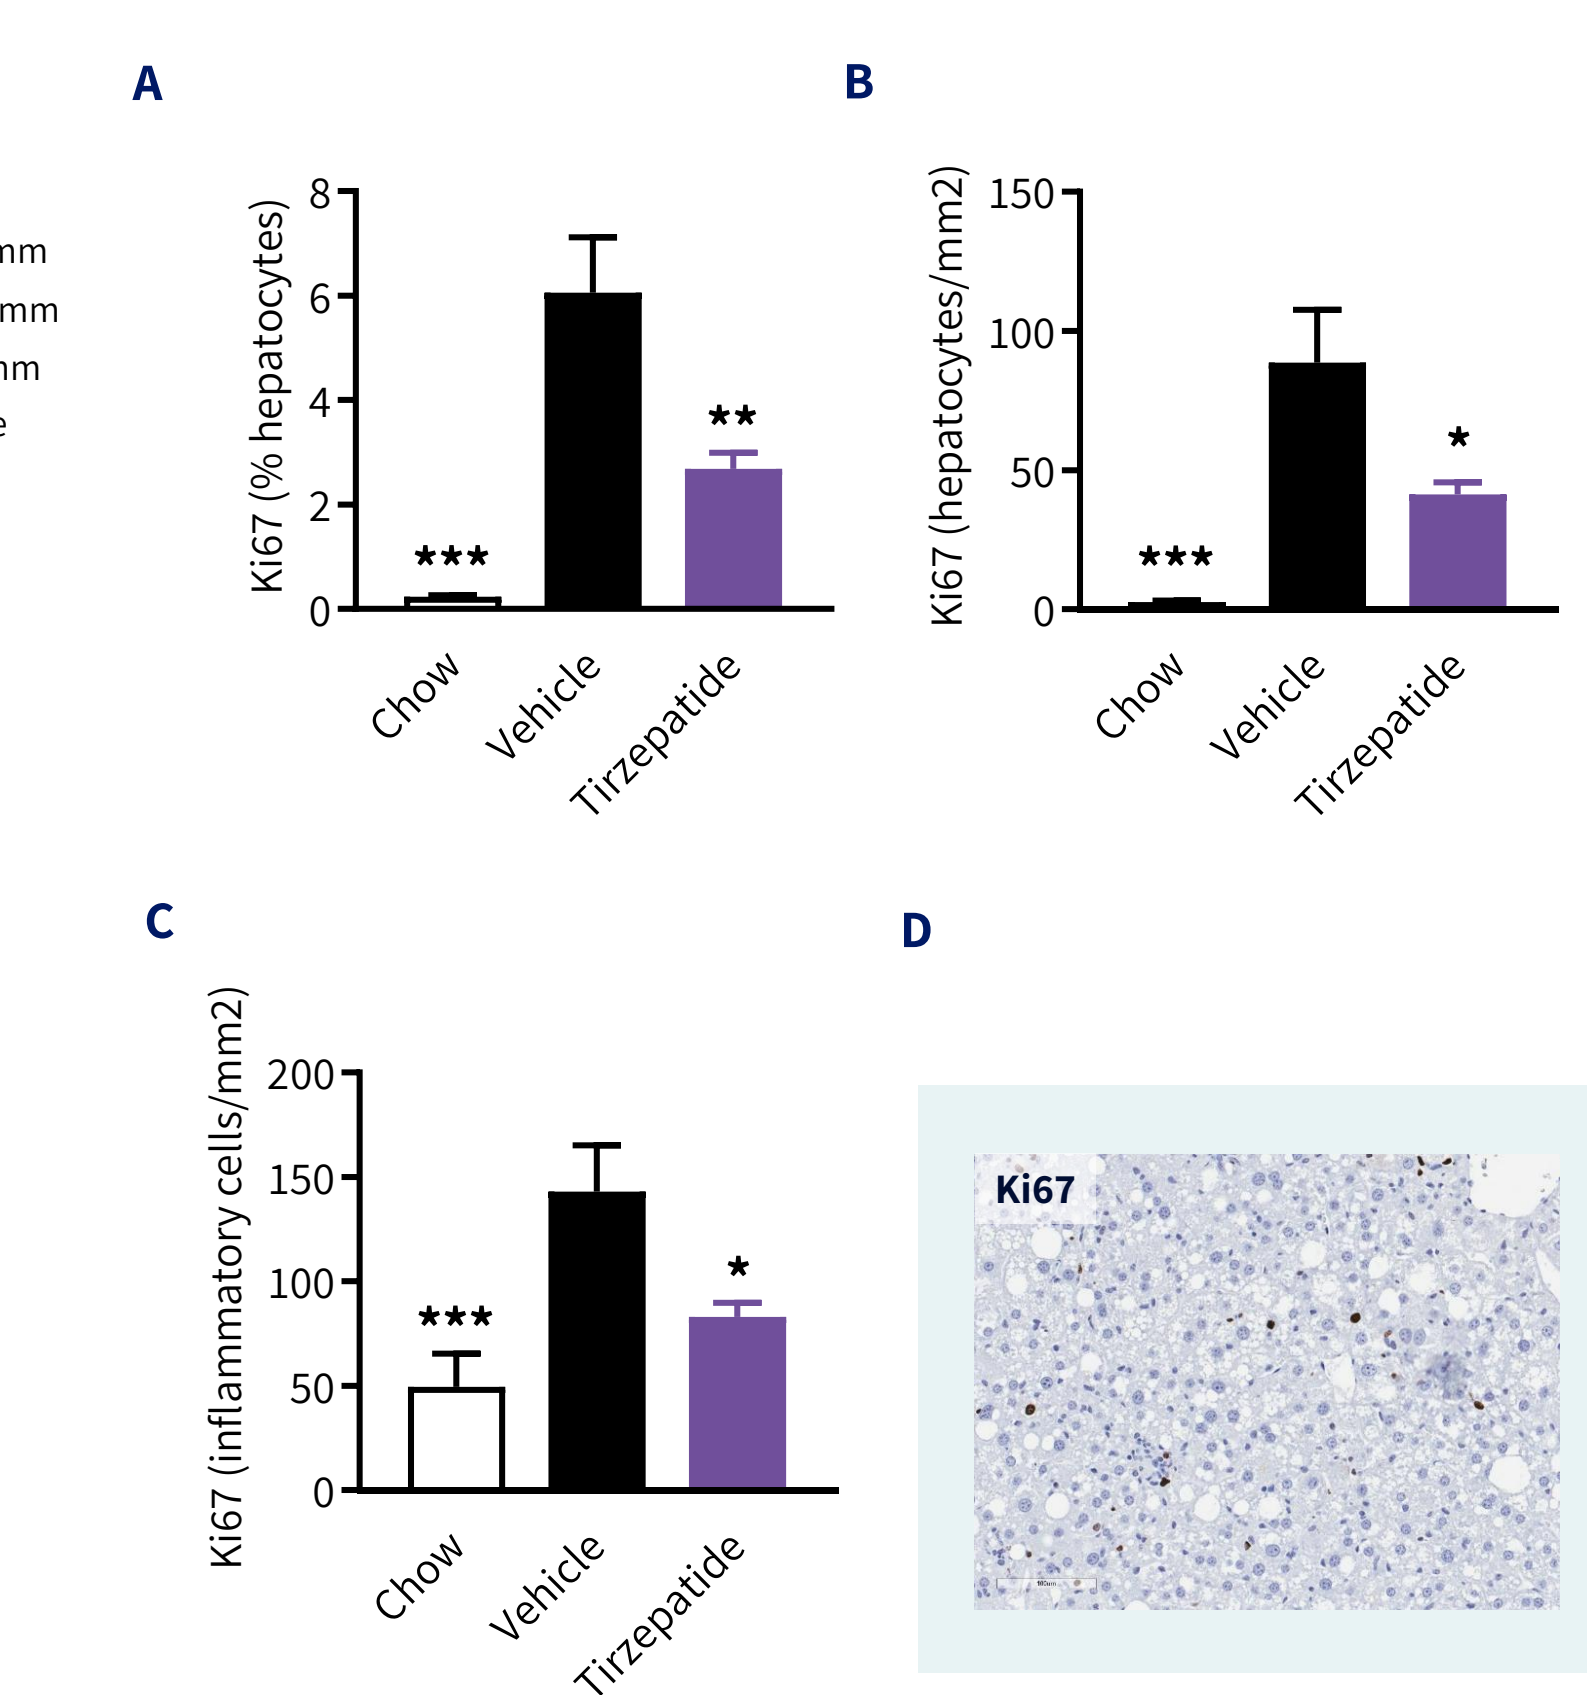 mm
mm
nm
e
A
Ki67 (% hepatocytes)
8
6
4
2
0
***
**
Chow
Vehicle
Tirzepatide
B
Ki67 (hepatocytes/mm2)
150
100
50
0
***
*
Chow
Vehicle
Tirzepatide
C
Ki67 (inflammatory cells/mm2)
200
150
100
50
0
***
*
Chow
Vehicle
Tirzepatide
D
Ki67
100um